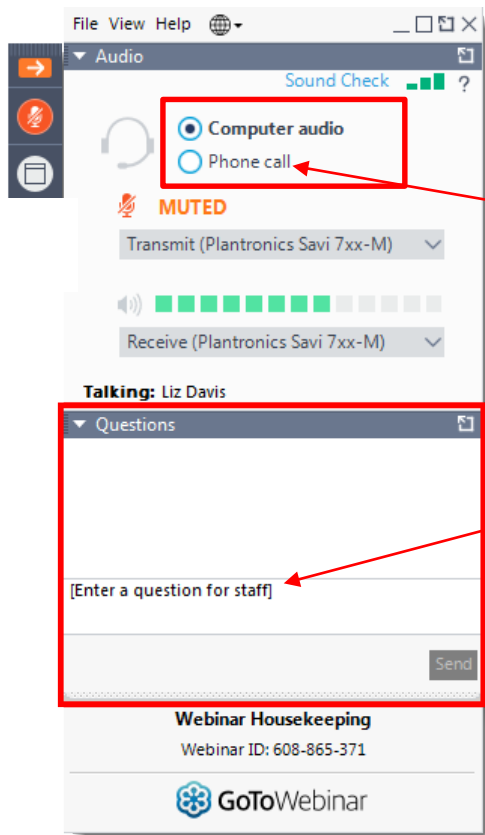 File View Help
Audio
Sound Check ?
Computer audio
Phone call
MUTED
Transmit (Plantronics Savi 7xx-M)
Receive (Plantronics Savi 7xx-M)
Talking: Liz Davis
Questions
[Enter a question for staff]
Send
Webinar Housekeeping
Webinar ID: 608-865-371
GoToWebinar